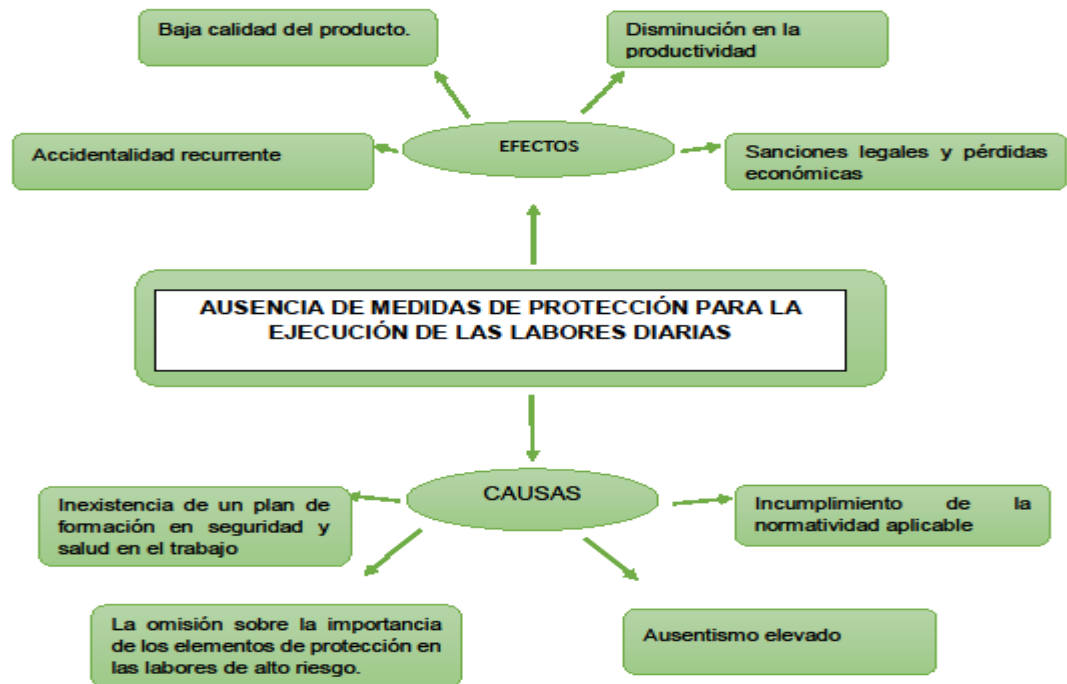 Baja calidad del producto.
Disminución en la
productividad
Accidentalidad recurrente
EFECTOS
Sanciones legales y pérdidas
económicas
AUSENCIA DE MEDIDAS DE PROTECCIÓN PARA LA
EJECUCIÓN DE LAS LABORES DIARIAS
CAUSAS
Inexistencia de un plan de
formación en seguridad y
salud en el trabajo
Incumplimiento de la
normatividad aplicable
La omisión sobre la importancia
de los elementos de protección en
las labores de alto riesgo.
Ausentismo elevado